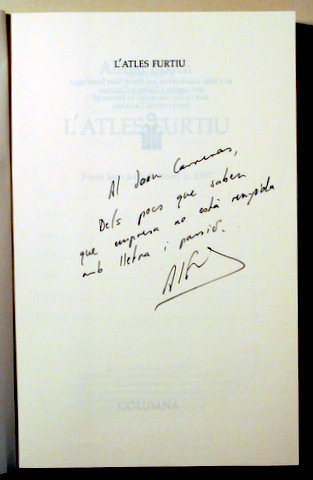 L'ATLES FURTIU
Al Joan Carreras,
Dels pocs que saben
que empresa no està renyida
amb lletra i passió.
L'ATLES FURTIU
COLUMNA